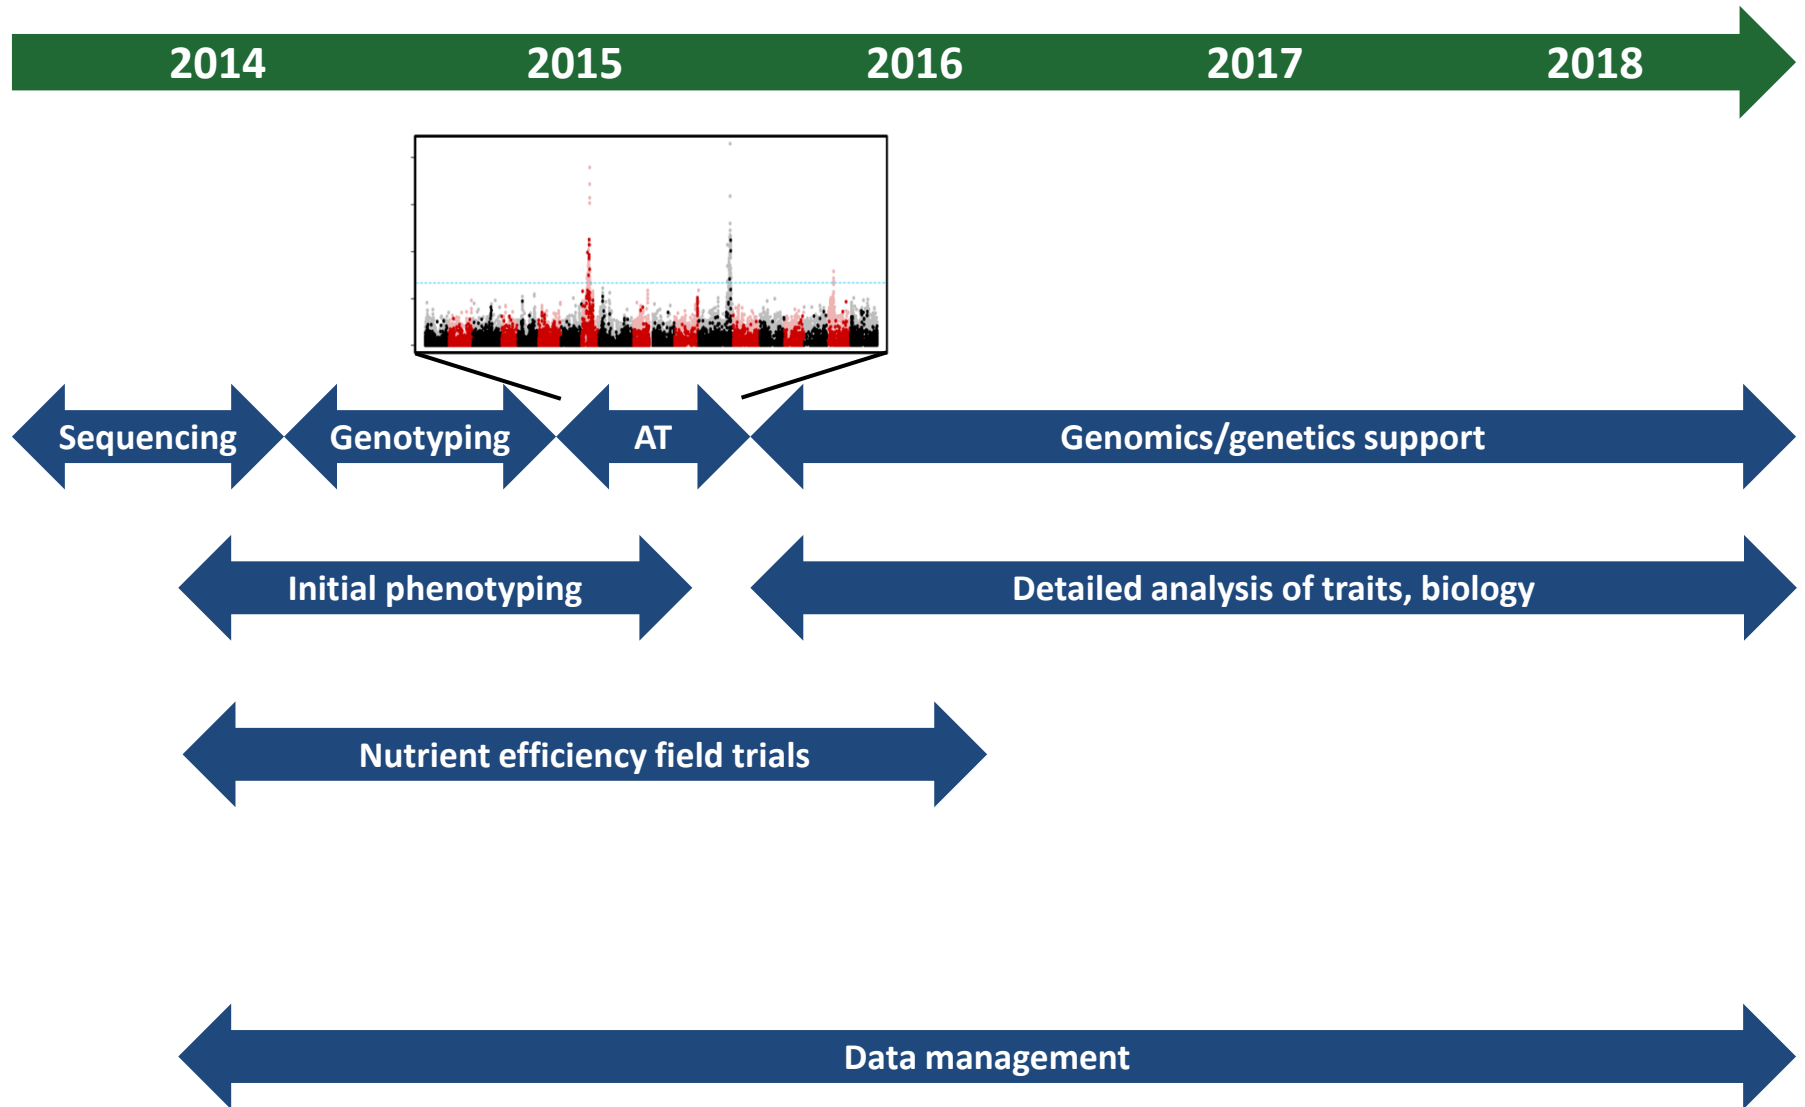 2014 2015 2016 2017 2018
Sequencing Genotyping AT Genomics/genetics support
Initial phenotyping Detailed analysis of traits, biology
Nutrient efficiency field trials
Data management